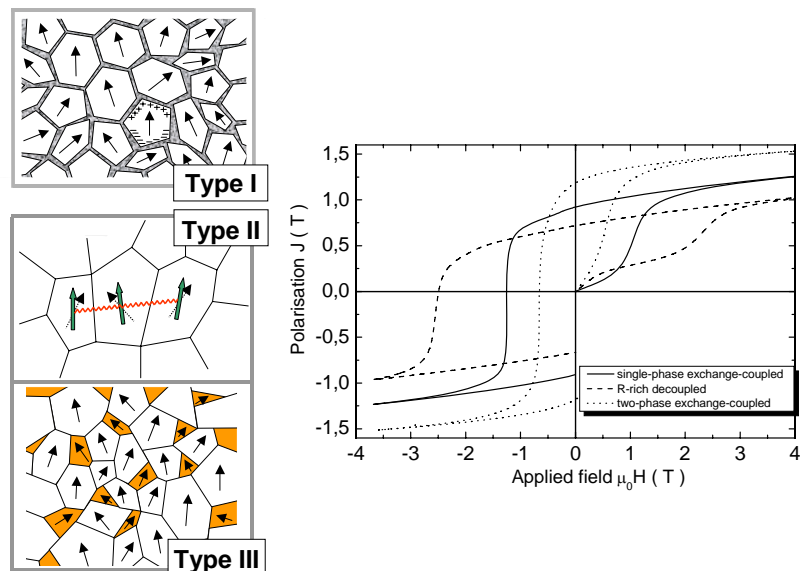 Type I
Type II
Type III
1,5
1,0
0,5
0,0
-0,5
-1,0
-1,5
Polarisation J ( T )
-4 -3 -2 -1 0 1 2 3 4
Applied field μ₀H ( T )
single-phase exchange-coupled
R-rich decoupled
two-phase exchange-coupled